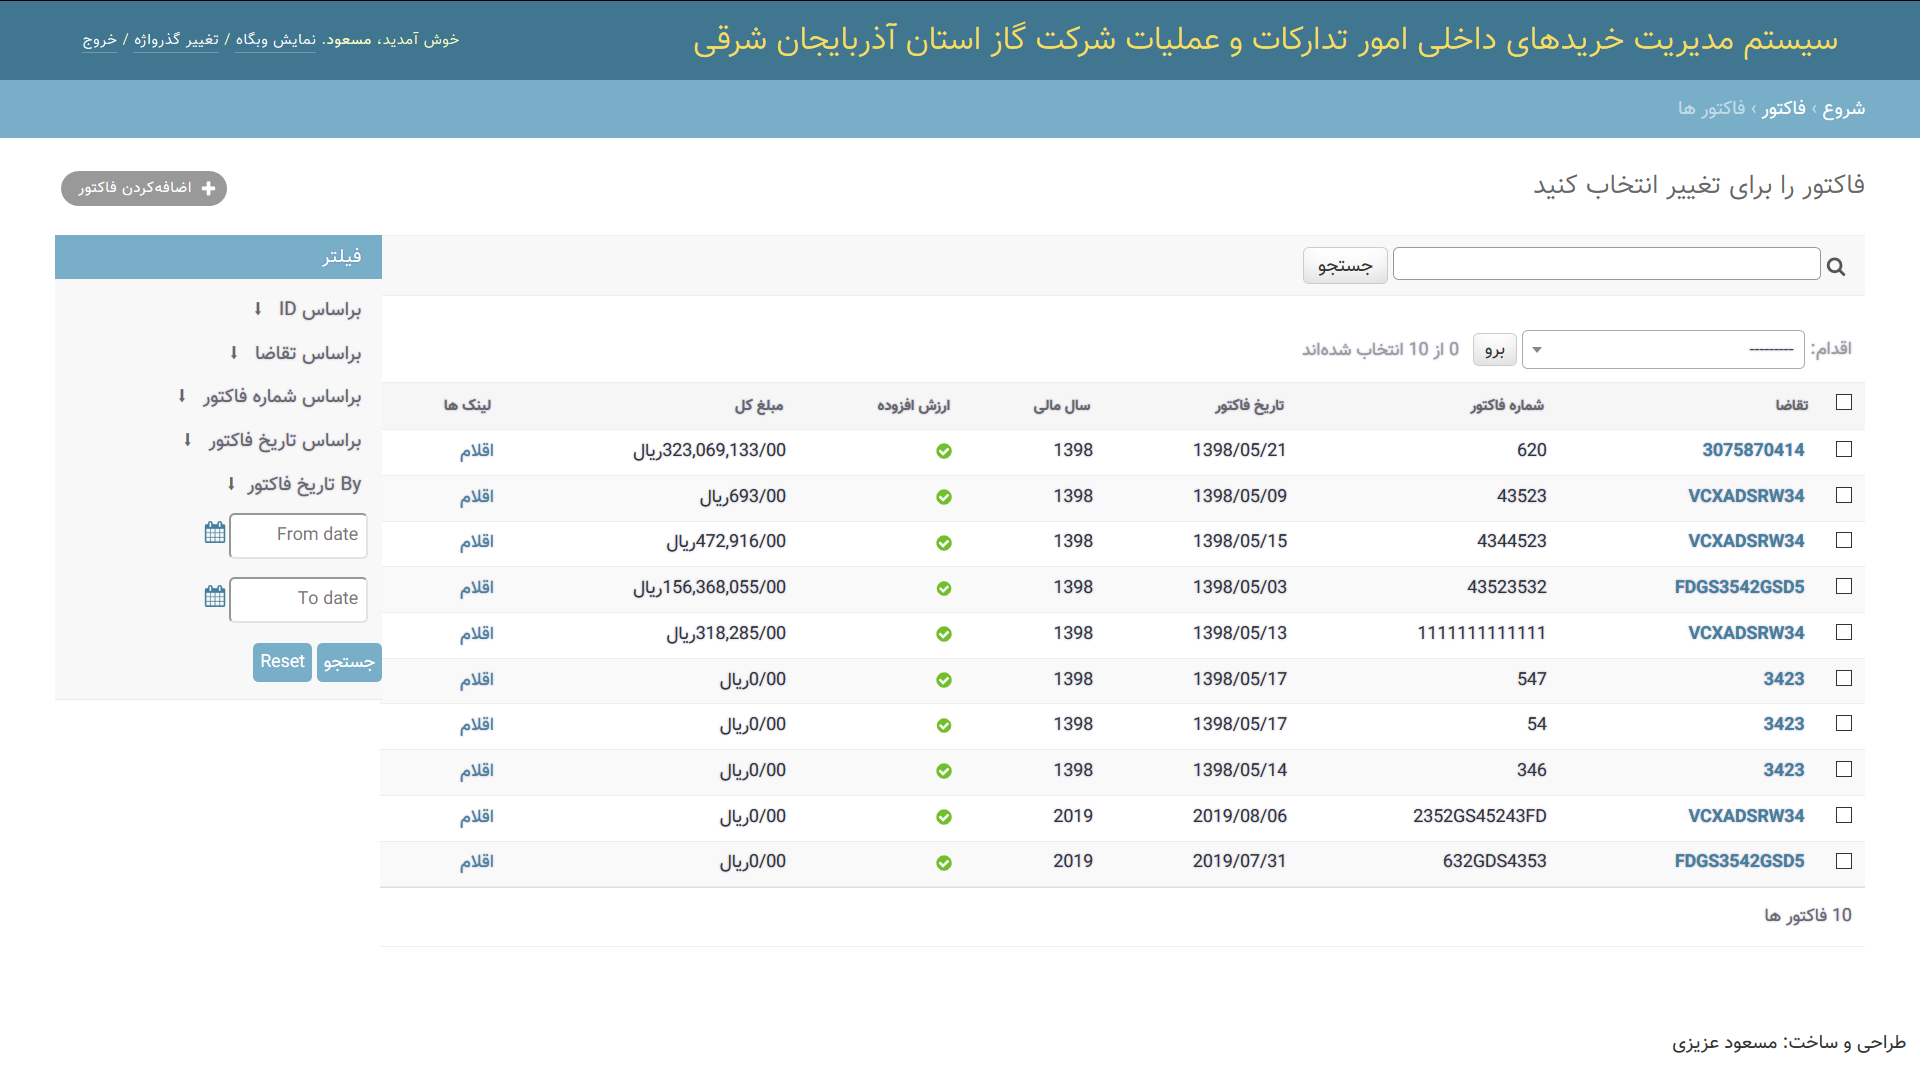 سیستم مدیریت خریدهای داخلی امور تدارکات و عملیات شرکت گاز استان آذربایجان شرقی
خوش آمدید، مسعود. نمایش وبگاه / تغییر گذرواژه / خروج
شروع › فاکتور › فاکتور ها
فاکتور را برای تغییر انتخاب کنید
اضافه‌کردن فاکتور
جستجو
اقدام: --------- برو 0 از 10 انتخاب شده‌اند
تقاضا شماره فاکتور تاریخ فاکتور سال مالی ارزش افزوده مبلغ کل لینک ها
3075870414 620 1398/05/21 1398 323,069,133/00ریال اقلام
VCXADSRW34 43523 1398/05/09 1398 693/00ریال اقلام
VCXADSRW34 4344523 1398/05/15 1398 472,916/00ریال اقلام
FDGS3542GSD5 43523532 1398/05/03 1398 156,368,055/00ریال اقلام
VCXADSRW34 1111111111111 1398/05/13 1398 318,285/00ریال اقلام
3423 547 1398/05/17 1398 0/00ریال اقلام
3423 54 1398/05/17 1398 0/00ریال اقلام
3423 346 1398/05/14 1398 0/00ریال اقلام
VCXADSRW34 2352GS45243FD 2019/08/06 2019 0/00ریال اقلام
FDGS3542GSD5 632GDS4353 2019/07/31 2019 0/00ریال اقلام
10 فاکتور ها
فیلتر
براساس ID
براساس تقاضا
براساس شماره فاکتور
براساس تاریخ فاکتور
By تاریخ فاکتور
From date
To date
جستجو Reset
طراحی و ساخت: مسعود عزیزی